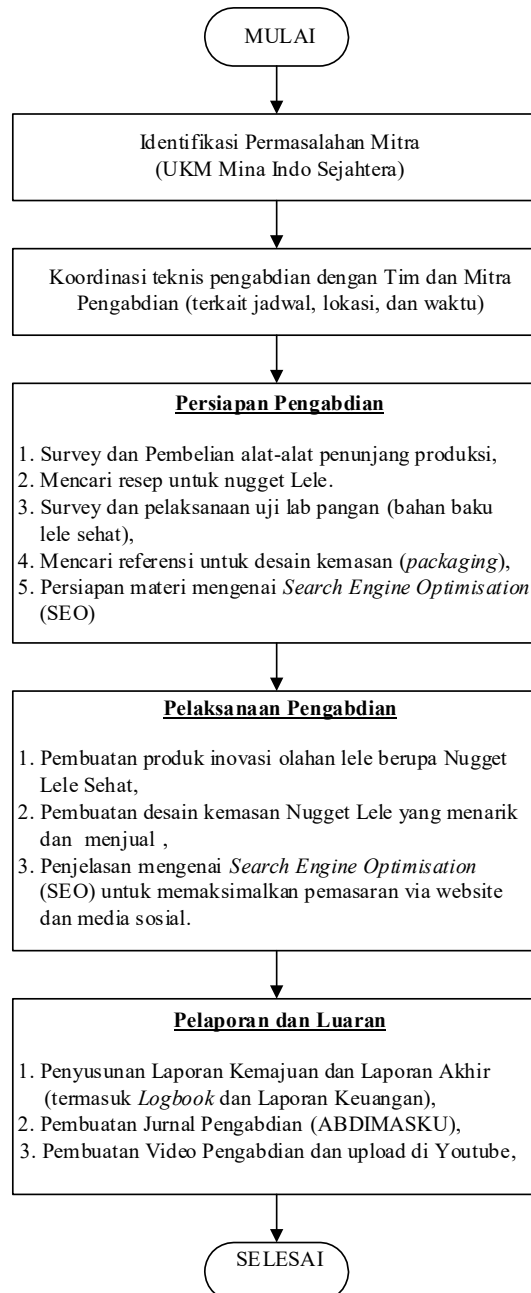 MULAI
Identifikasi Permasalahan Mitra
(UKM Mina Indo Sejahtera)
Koordinasi teknis pengabdian dengan Tim dan Mitra
Pengabdian (terkait jadwal, lokasi, dan waktu)
Persiapan Pengabdian
1. Survey dan Pembelian alat-alat penunjang produksi,
2. Mencari resep untuk nugget Lele.
3. Survey dan pelaksanaan uji lab pangan (bahan baku
lele sehat),
4. Mencari referensi untuk desain kemasan (packaging),
5. Persiapan materi mengenai Search Engine Optimisation
(SEO)
Pelaksanaan Pengabdian
1. Pembuatan produk inovasi olahan lele berupa Nugget
Lele Sehat,
2. Pembuatan desain kemasan Nugget Lele yang menarik
dan menjual ,
3. Penjelasan mengenai Search Engine Optimisation
(SEO) untuk memaksimalkan pemasaran via website
dan media sosial.
Pelaporan dan Luaran
1. Penyusunan Laporan Kemajuan dan Laporan Akhir
(termasuk Logbook dan Laporan Keuangan),
2. Pembuatan Jurnal Pengabdian (ABDIMASKU),
3. Pembuatan Video Pengabdian dan upload di Youtube,
SELESAI